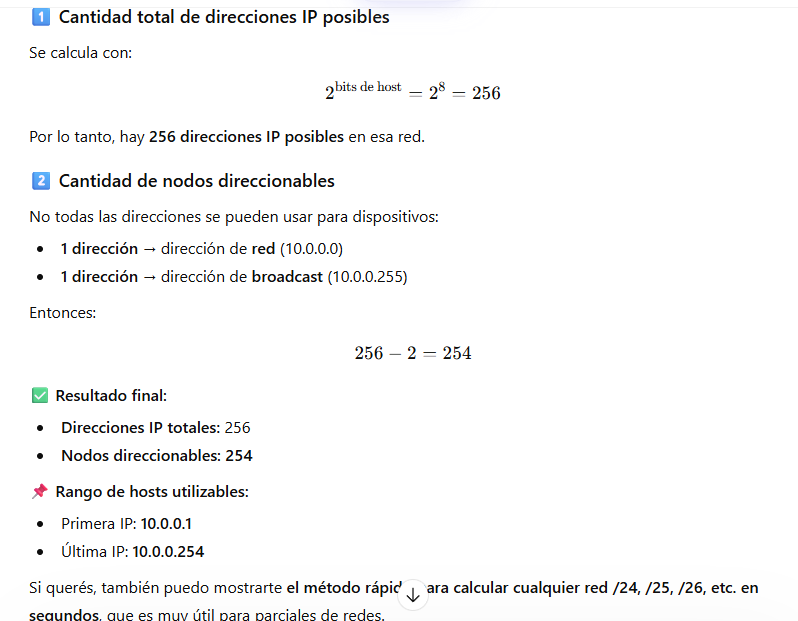 1 Cantidad total de direcciones IP posibles
Se calcula con:
2^bits de host = 2^8 = 256
Por lo tanto, hay 256 direcciones IP posibles en esa red.
2 Cantidad de nodos direccionables
No todas las direcciones se pueden usar para dispositivos:
• 1 dirección → dirección de red (10.0.0.0)
• 1 dirección → dirección de broadcast (10.0.0.255)
Entonces:
256 − 2 = 254
✅ Resultado final:
• Direcciones IP totales: 256
• Nodos direccionables: 254
📌 Rango de hosts utilizables:
• Primera IP: 10.0.0.1
• Última IP: 10.0.0.254
Si querés, también puedo mostrarte el método rápid ara calcular cualquier red /24, /25, /26, etc. en
segundos, que es muy útil para parciales de redes.